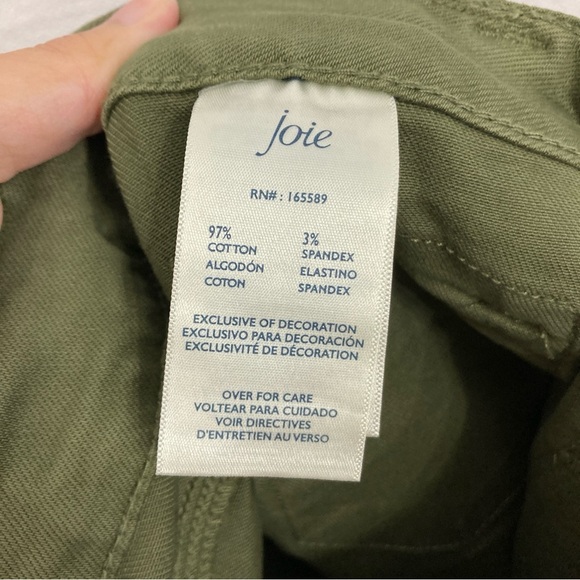 Joie
RN#: 165589
97% 3%
COTTON SPANDEX
ALGODÓN ELASTINO
COTON SPANDEX
EXCLUSIVE OF DECORATION
EXCLUSIVO PARA DECORACIÓN
EXCLUSIVITÉ DE DÉCORATION
OVER FOR CARE
VOLTEAR PARA CUIDADO
VOIR DIRECTIVES
D'ENTRETIEN AU VERSO